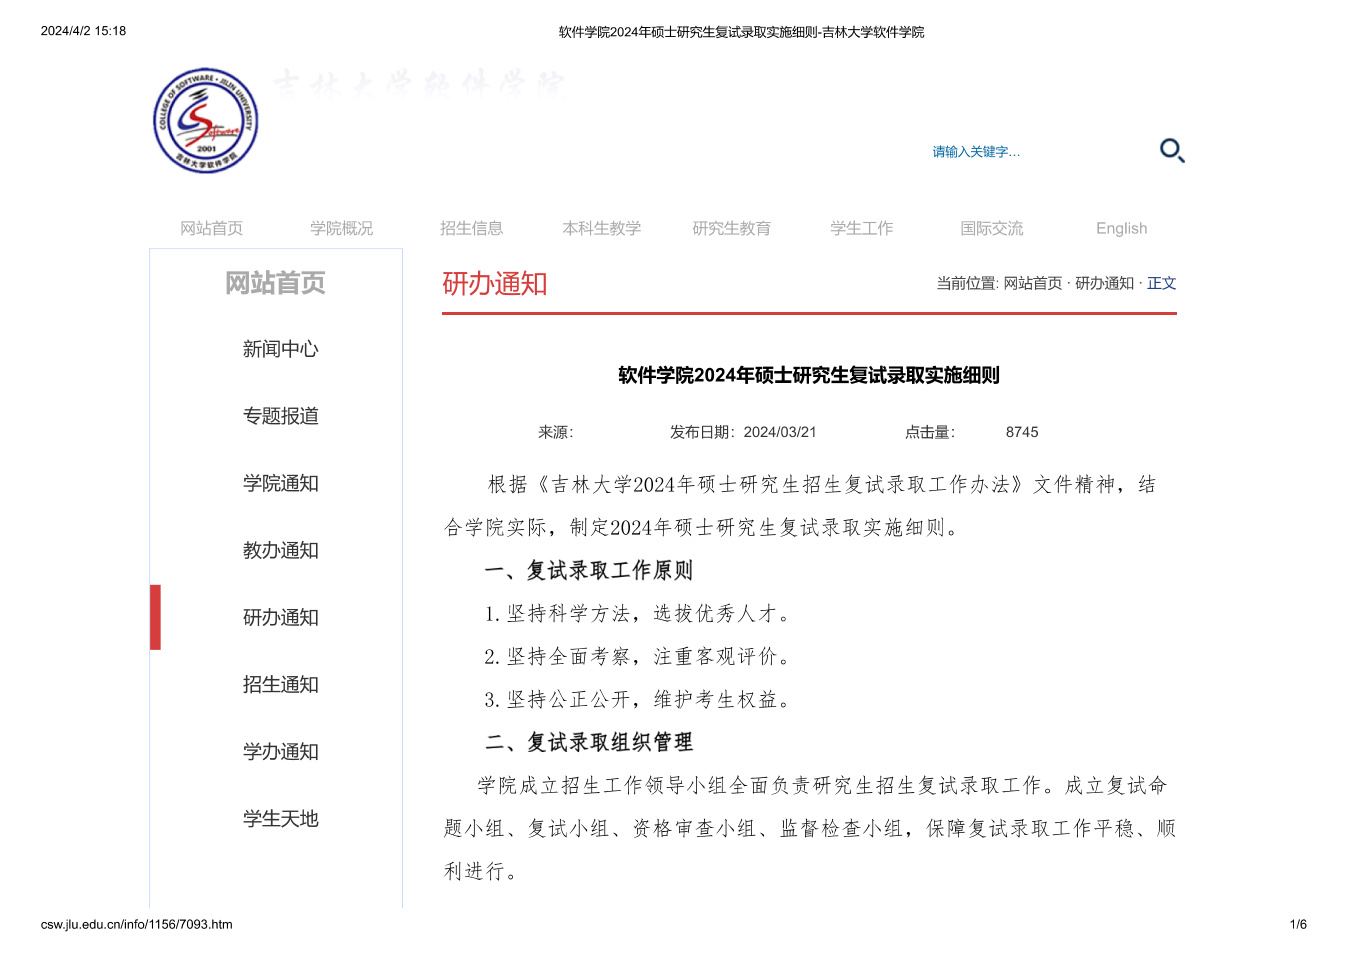 2024/4/2 15:18
软件学院2024年硕士研究生复试录取实施细则-吉林大学软件学院
吉林大学软件学院
COLLEGE OF SOFTWARE · JILIN UNIVERSITY
Software
2001
吉林大学软件学院
请输入关键字...
网站首页 学院概况 招生信息 本科生教学 研究生教育 学生工作 国际交流 English
网站首页
新闻中心
专题报道
学院通知
教办通知
研办通知
招生通知
学办通知
学生天地
研办通知
当前位置: 网站首页 · 研办通知 · 正文
软件学院2024年硕士研究生复试录取实施细则
来源： 发布日期：2024/03/21 点击量： 8745
根据《吉林大学2024年硕士研究生招生复试录取工作办法》文件精神，结
合学院实际，制定2024年硕士研究生复试录取实施细则。
一、复试录取工作原则
1.坚持科学方法，选拔优秀人才。
2.坚持全面考察，注重客观评价。
3.坚持公正公开，维护考生权益。
二、复试录取组织管理
学院成立招生工作领导小组全面负责研究生招生复试录取工作。成立复试命
题小组、复试小组、资格审查小组、监督检查小组，保障复试录取工作平稳、顺
利进行。
csw.jlu.edu.cn/info/1156/7093.htm
1/6